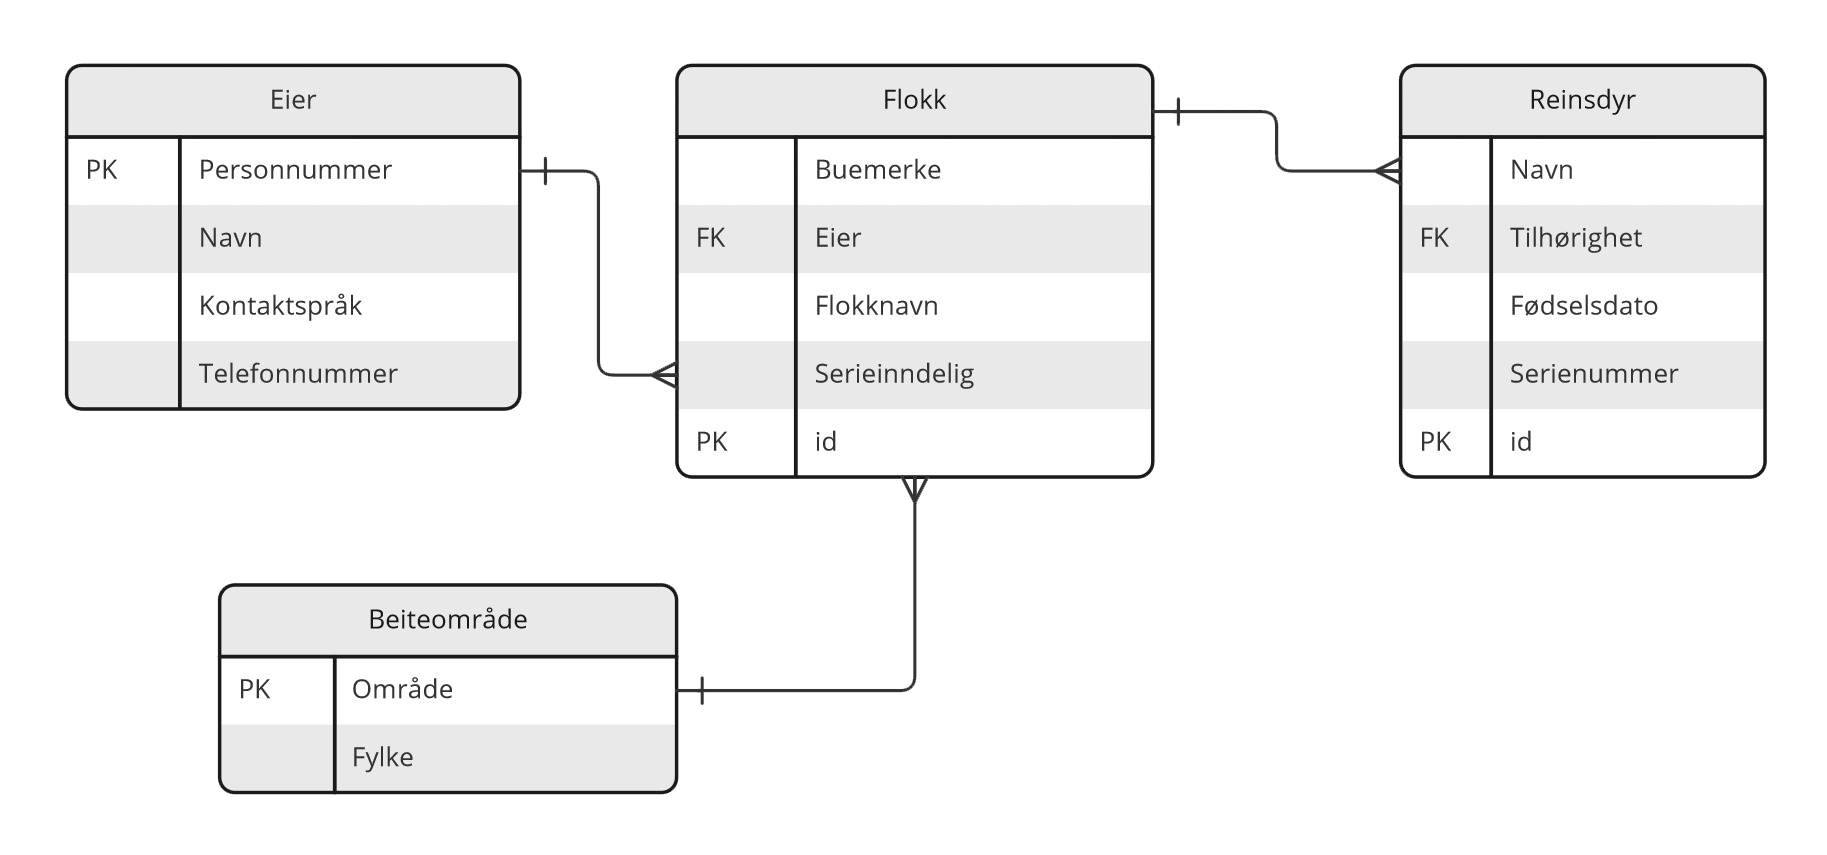 Eier
PK Personnummer
Navn
Kontaktspråk
Telefonnummer
Flokk
Buemerke
FK Eier
Flokknavn
Serieinndelig
PK id
Reinsdyr
Navn
FK Tilhørighet
Fødselsdato
Serienummer
PK id
Beiteområde
PK Område
Fylke